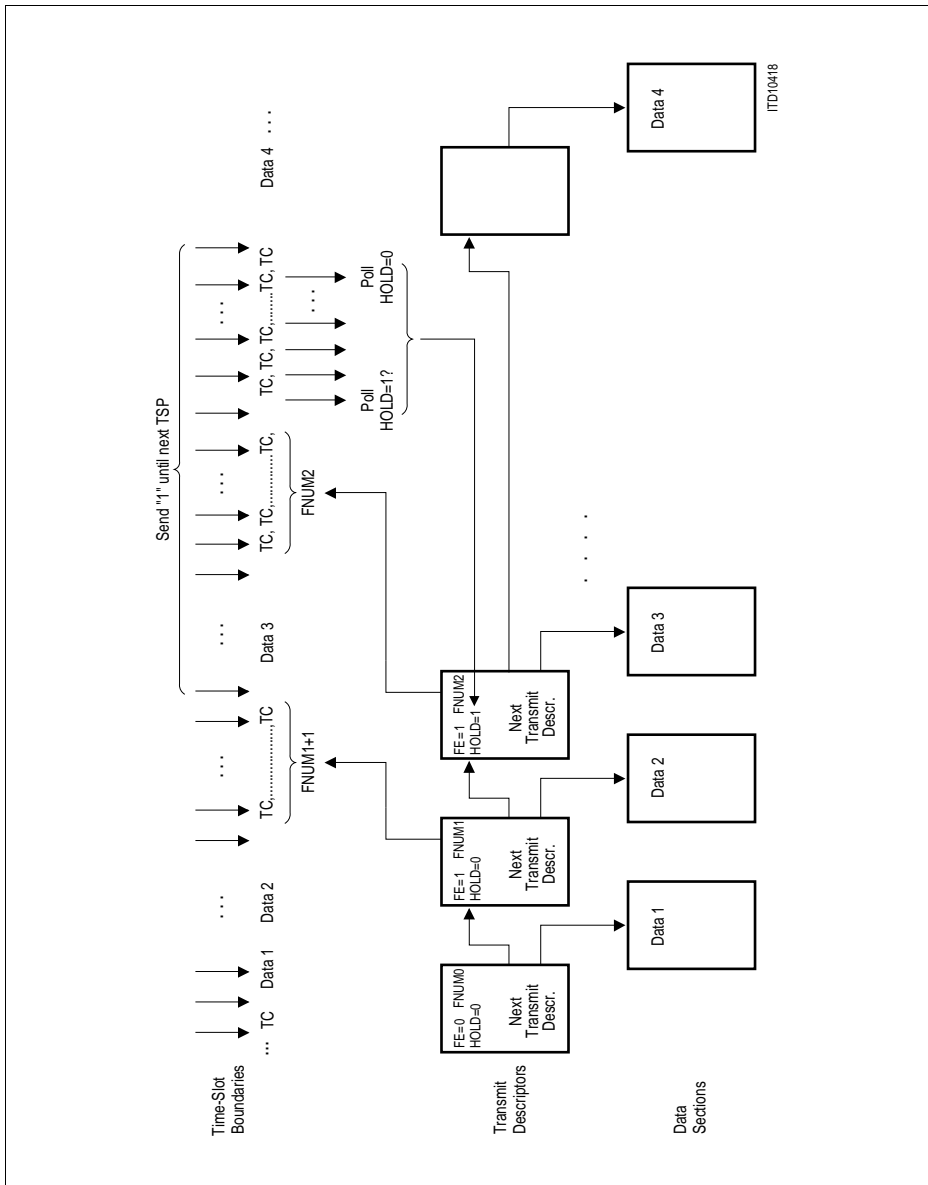 Send "1" until next TSP
Time-Slot
Boundaries
... TC
Data 1
Data 2
. . .
TC,...............,TC
FNUM1+1
. . .
Data 3
. . .
TC, TC,...............TC,
FNUM2
. . .
TC, TC, TC,.........TC, TC
. . .
Data 4 . . .
. . .
Poll
HOLD=1?
Poll
HOLD=0
Transmit
Descriptors
FE=0 FNUM0
HOLD=0
Next
Transmit
Descr.
FE=1 FNUM1
HOLD=0
Next
Transmit
Descr.
FE=1 FNUM2
HOLD=1
Next
Transmit
Descr.
. . . .
Data
Sections
Data 1
Data 2
Data 3
Data 4
ITD10418